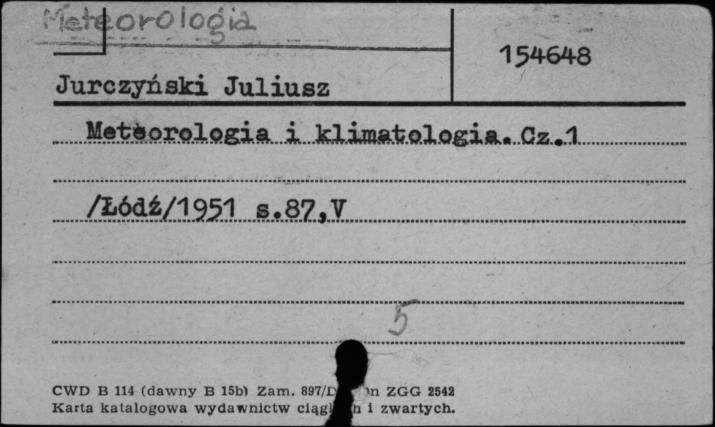 Meteorologia
154648
Jurczyński Juliusz
Meteorologia i klimatologia. Cz.1
/Łódź/1951 s.87,V
5
CWD B 114 (dawny B 15b) Zam. 897/ ZGG 2542
Karta katalogowa wydawnictw i zwartych.